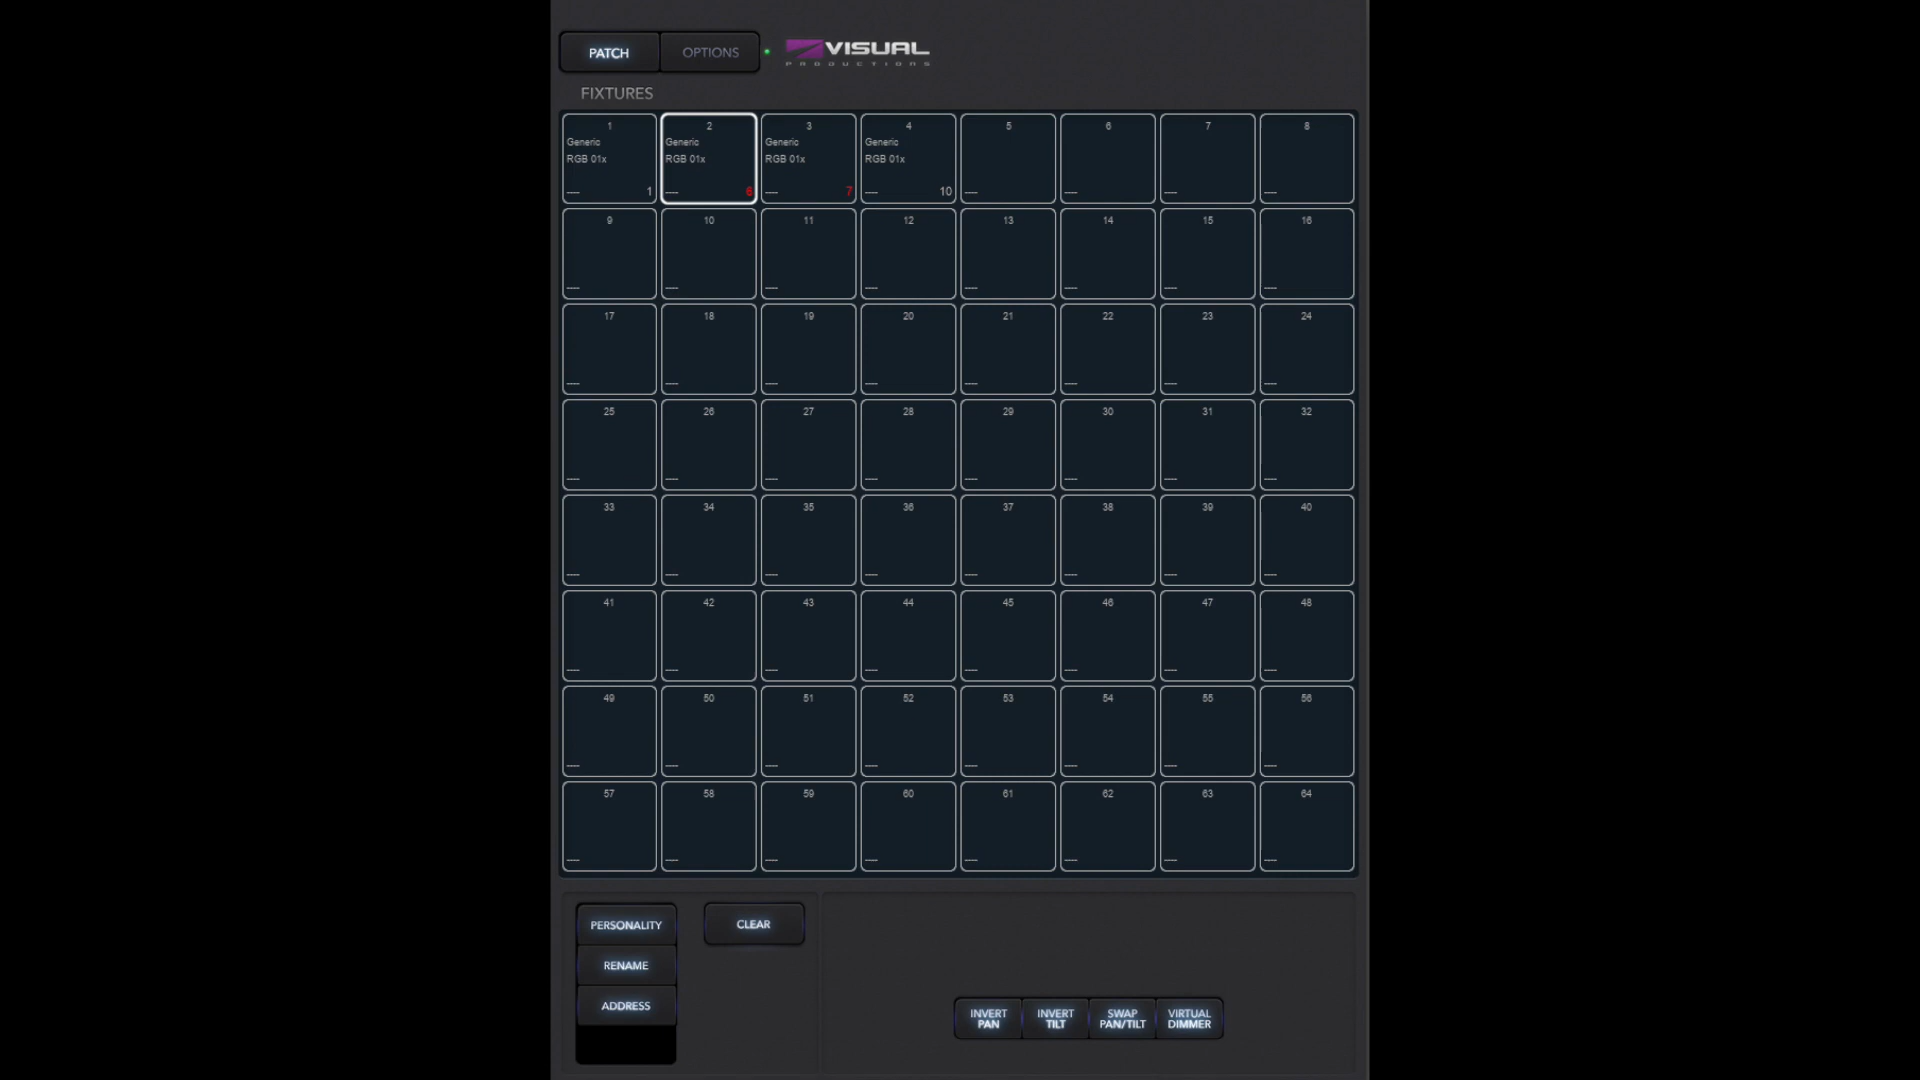 PATCH OPTIONS VISUAL
PRODUCTIONS
FIXTURES
1 2 3 4 5 6 7 8
Generic Generic Generic Generic
RGB 01x RGB 01x RGB 01x RGB 01x
---- 1 ---- 6 ---- 7 ---- 10 ---- ---- ---- ----
9 10 11 12 13 14 15 16
---- ---- ---- ---- ---- ---- ---- ----
17 18 19 20 21 22 23 24
---- ---- ---- ---- ---- ---- ---- ----
25 26 27 28 29 30 31 32
---- ---- ---- ---- ---- ---- ---- ----
33 34 35 36 37 38 39 40
---- ---- ---- ---- ---- ---- ---- ----
41 42 43 44 45 46 47 48
---- ---- ---- ---- ---- ---- ---- ----
49 50 51 52 53 54 55 56
---- ---- ---- ---- ---- ---- ---- ----
57 58 59 60 61 62 63 64
---- ---- ---- ---- ---- ---- ---- ----
PERSONALITY CLEAR
RENAME
ADDRESS
INVERT INVERT SWAP VIRTUAL
PAN TILT PAN/TILT DIMMER